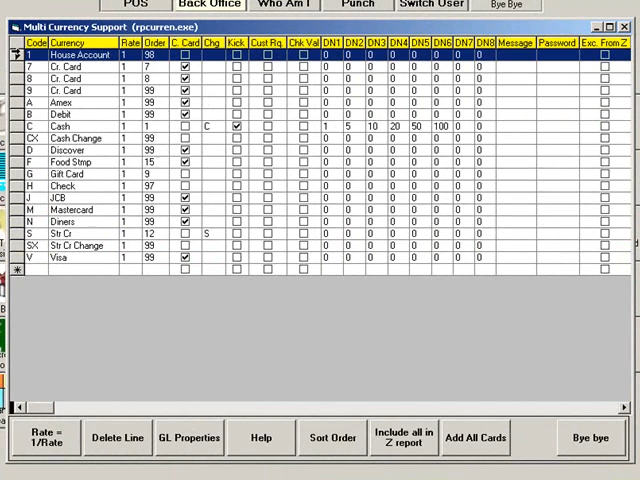 POS Back Office Who Am I Punch Switch User Bye Bye
Multi Currency Support (rpcurren.exe)
Code Currency Rate Order C. Card Chg Kick Cust Rq. Chk Val DN1 DN2 DN3 DN4 DN5 DN6 DN7 DN8 Message Password Exc. From Z
1 House Account 1 98 0 0 0 0 0 0 0 0
7 Cr. Card 1 7 0 0 0 0 0 0 0 0
8 Cr. Card 1 8 0 0 0 0 0 0 0 0
9 Cr. Card 1 99 0 0 0 0 0 0 0 0
A Amex 1 99 0 0 0 0 0 0 0 0
B Debit 1 99 0 0 0 0 0 0 0 0
C Cash 1 1 C 1 5 10 20 50 100 0 0
CX Cash Change 1 99 0 0 0 0 0 0 0 0
D Discover 1 99 0 0 0 0 0 0 0 0
F Food Stmp 1 15 0 0 0 0 0 0 0 0
G Gift Card 1 9 0 0 0 0 0 0 0 0
H Check 1 97 0 0 0 0 0 0 0 0
J JCB 1 99 0 0 0 0 0 0 0 0
M Mastercard 1 99 0 0 0 0 0 0 0 0
N Diners 1 99 0 0 0 0 0 0 0 0
S Str Cr 1 12 S 0 0 0 0 0 0 0 0
SX Str Cr Change 1 99 0 0 0 0 0 0 0 0
V Visa 1 99 0 0 0 0 0 0 0 0
Rate =
1/Rate
Delete Line
GL Properties
Help
Sort Order
Include all in
Z report
Add All Cards
Bye bye